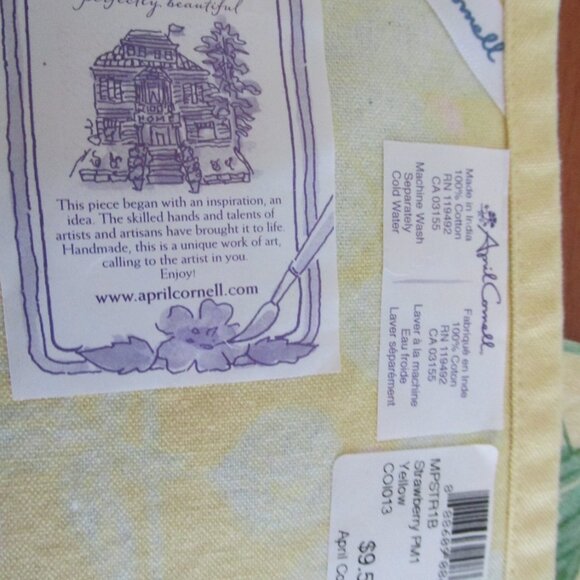 perfectly beautiful
HOME
This piece began with an inspiration, an
idea. The skilled hands and talents of
artists and artisans have brought it to life.
Handmade, this is a unique work of art,
calling to the artist in you.
Enjoy!
www.aprilcornell.com
Cornell
April Cornell
Made in India
100% Cotton
RN 119492
CA 03155
Machine Wash
Separately
Cold Water
Fabriqué en Inde
100% Coton
RN 119492
CA 03155
Laver à la machine
Eau froide
Laver séparément
MPSTR1B
Strawberry PM1
Yellow
COI013
$9.5
April Co